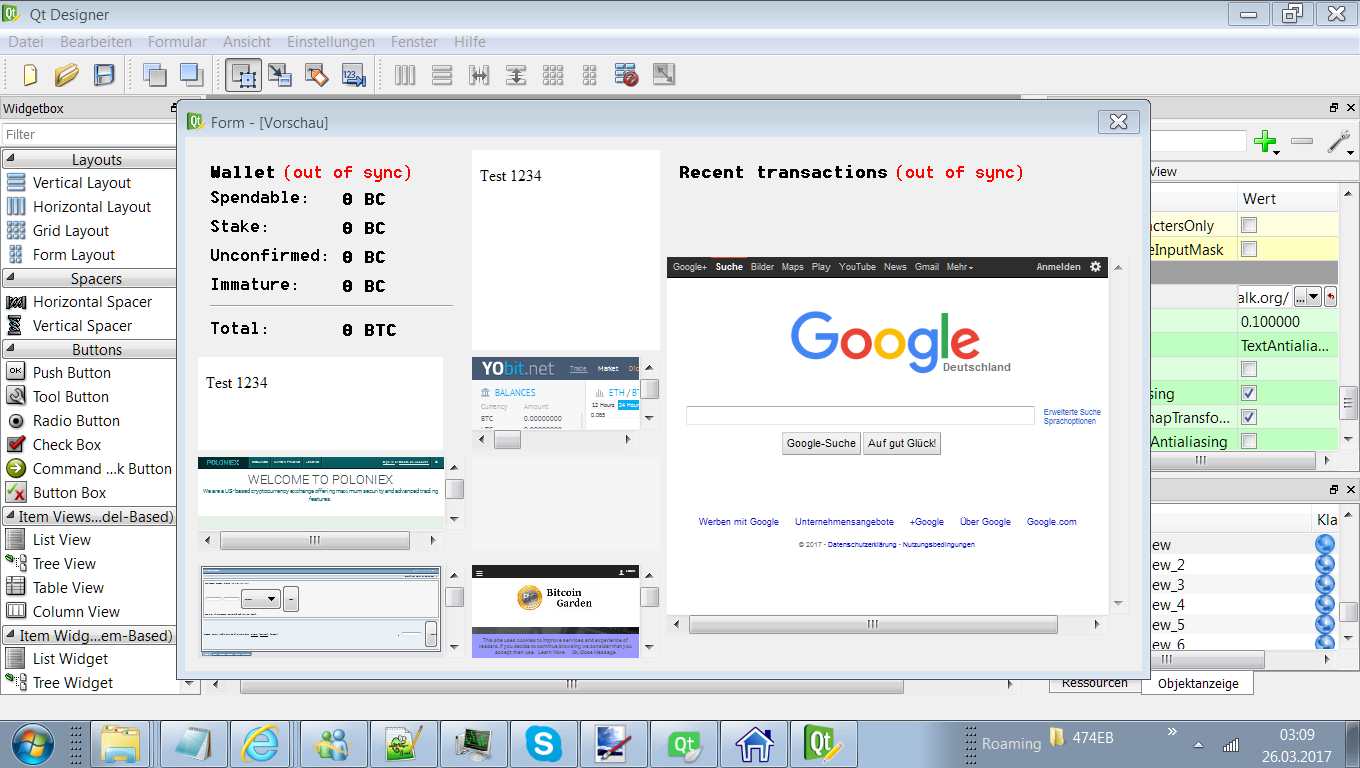 Qt Designer
Datei Bearbeiten Formular Ansicht Einstellungen Fenster Hilfe
Widgetbox
Filter
Layouts
Vertical Layout
Horizontal Layout
Grid Layout
Form Layout
Spacers
Horizontal Spacer
Vertical Spacer
Buttons
Push Button
Tool Button
Radio Button
Check Box
Command ...k Button
Button Box
Item Views...del-Based)
List View
Tree View
Table View
Column View
Item Widg...em-Based)
List Widget
Tree Widget
Form - [Vorschau]
Wallet (out of sync)
Spendable: 0 BC
Stake: 0 BC
Unconfirmed: 0 BC
Immature: 0 BC
Total: 0 BTC
Test 1234
POLONIEX
WELCOME TO POLONIEX
We are a US-based cryptocurrency exchange offering maximum security and advanced trading
features.
Test 1234
YObit.net Trade Market
BALANCES ETH / BT
Currency Amount 12 Hours 24 Hours
BTC 0.00000000 0.065
Bitcoin
Garden
This site uses cookies to improve services and experience of
readers. If you decide to continue browsing we consider that you
accept their use. Learn More Ok, Close Message.
Recent transactions (out of sync)
Google+ Suche Bilder Maps Play YouTube News Gmail Mehr Anmelden
Google
Deutschland
Erweiterte Suche
Sprachoptionen
Google-Suche Auf gut Glück!
Werben mit Google Unternehmensangebote +Google Über Google Google.com
© 2017 - Datenschutzerklärung - Nutzungsbedingungen
View
Wert
actersOnly
eInputMask
alk.org/ ...
0.100000
TextAntialia...
sing
mapTransfo...
Antialiasing
Kla
ew
ew_2
ew_3
ew_4
ew_5
ew_6
Ressourcen Objektanzeige
Roaming 474EB »
03:09
26.03.2017